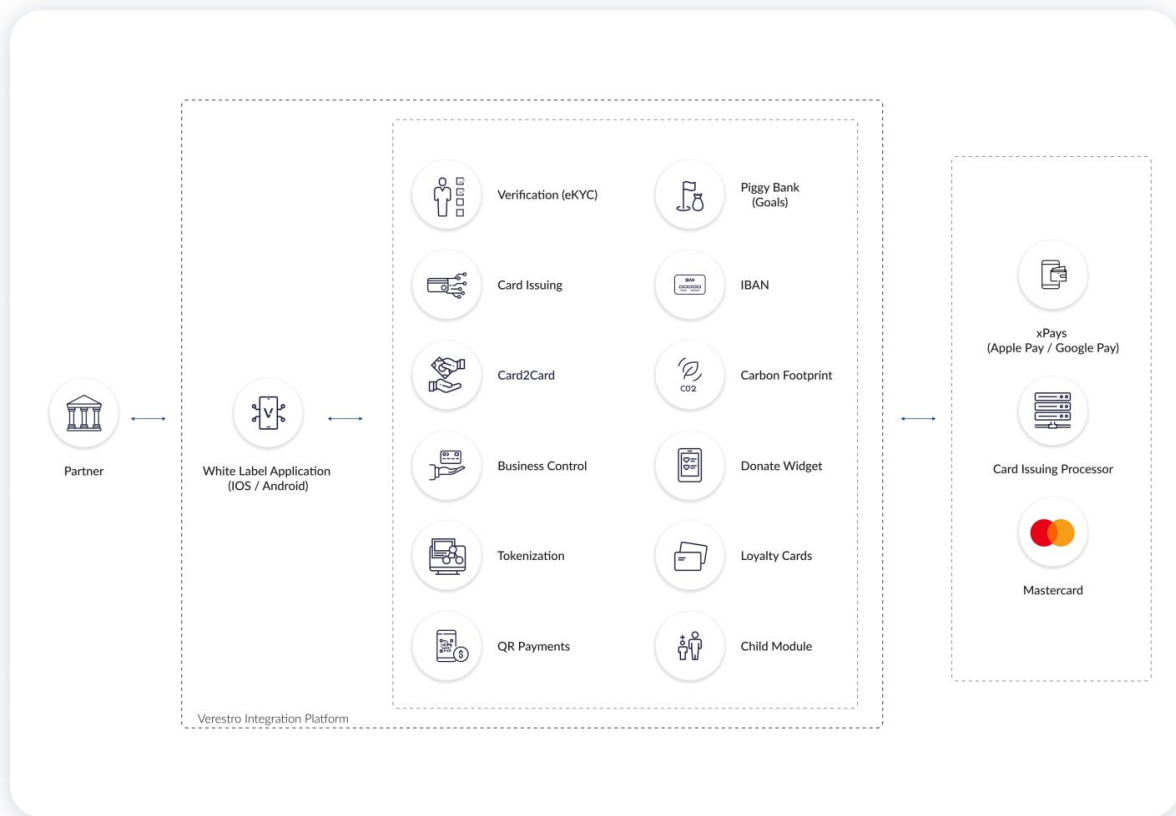 Verification (eKYC)
Piggy Bank
(Goals)
Card Issuing
IBAN
IBAN
Card2Card
CO2
Carbon Footprint
Partner
White Label Application
(IOS / Android)
Business Control
Donate Widget
Tokenization
Loyalty Cards
QR Payments
$
Child Module
V
Verestro Integration Platform
xPays
(Apple Pay / Google Pay)
Card Issuing Processor
Mastercard